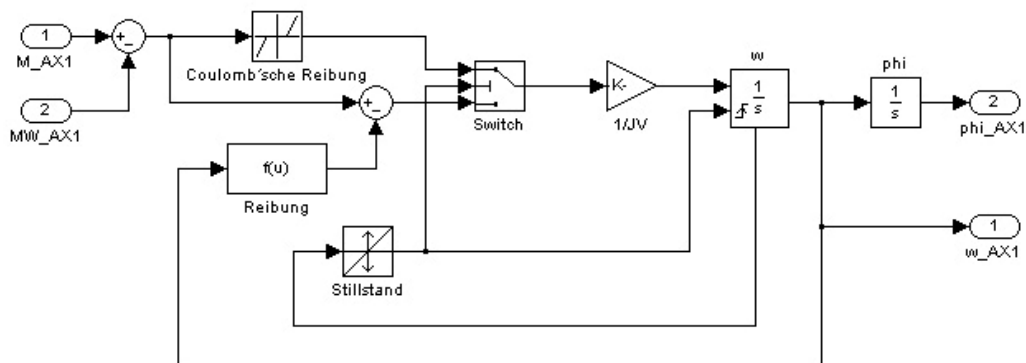 1
M_AX1
2
MW_AX1
+
-
Coulomb'sche Reibung
+
-
f(u)
Reibung
Switch
Stillstand
K-
1/JV
w
1
s
phi
1
s
2
phi_AX1
1
w_AX1